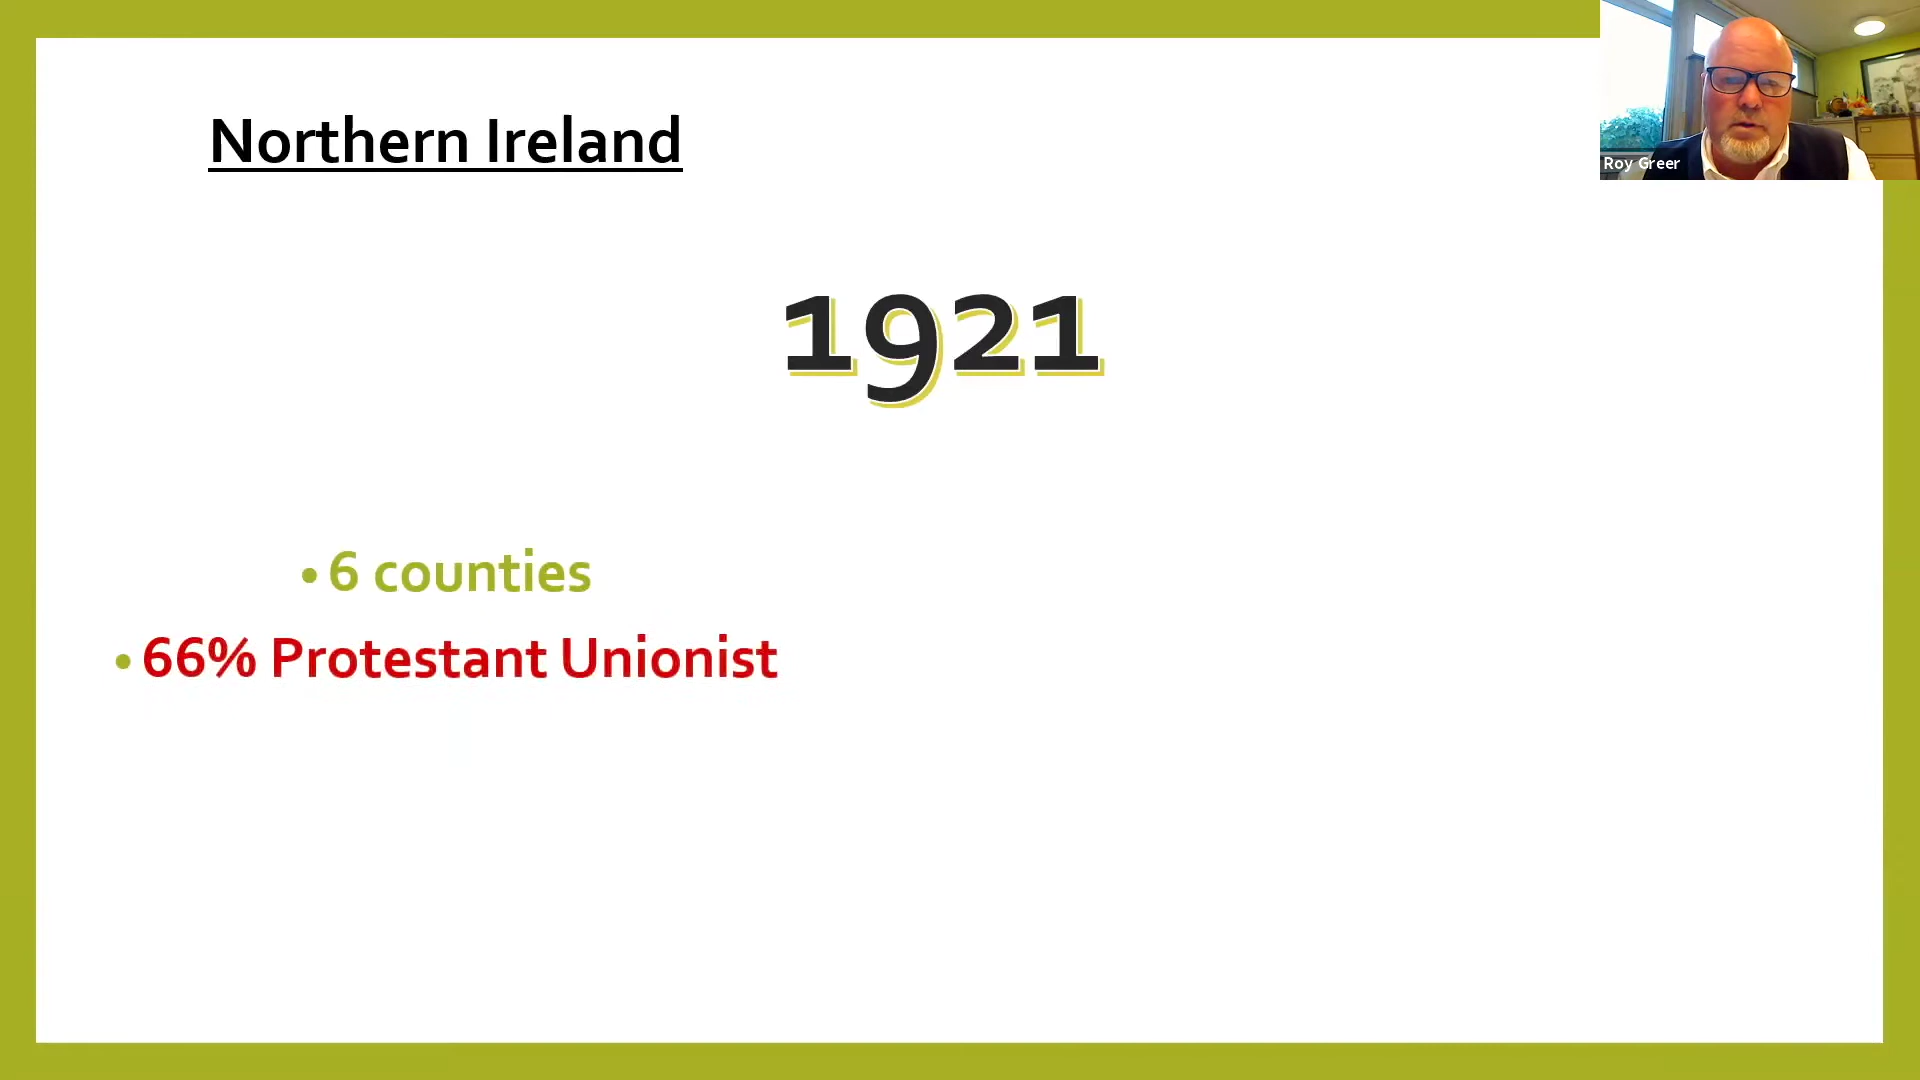 Northern Ireland
Roy Greer
1921
• 6 counties
• 66% Protestant Unionist